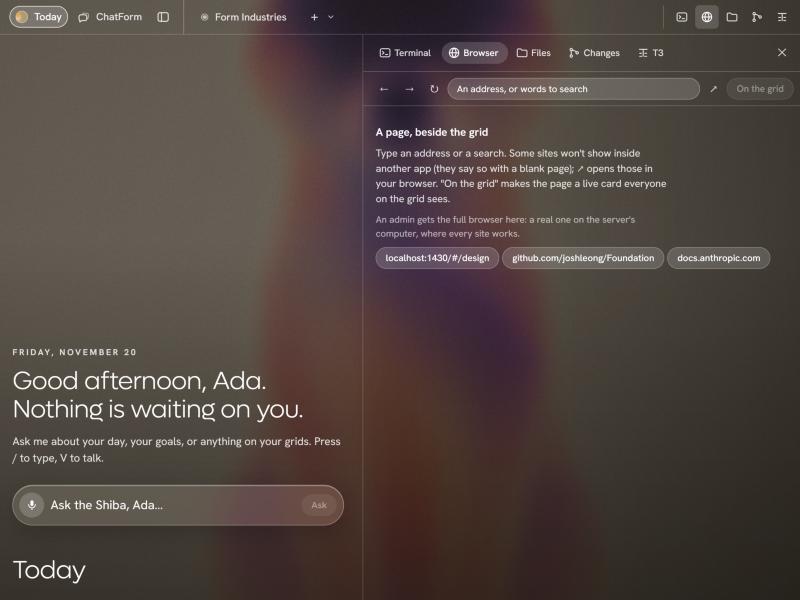 Today
ChatForm
Form Industries
Terminal
Browser
Files
Changes
T3
An address, or words to search
On the grid
A page, beside the grid
Type an address or a search. Some sites won't show inside
another app (they say so with a blank page); ↗ opens those in
your browser. "On the grid" makes the page a live card everyone
on the grid sees.
An admin gets the full browser here: a real one on the server's
computer, where every site works.
localhost:1430/#/design
github.com/joshleong/Foundation
docs.anthropic.com
FRIDAY, NOVEMBER 20
Good afternoon, Ada.
Nothing is waiting on you.
Ask me about your day, your goals, or anything on your grids. Press
/ to type, V to talk.
Ask the Shiba, Ada...
Ask
Today